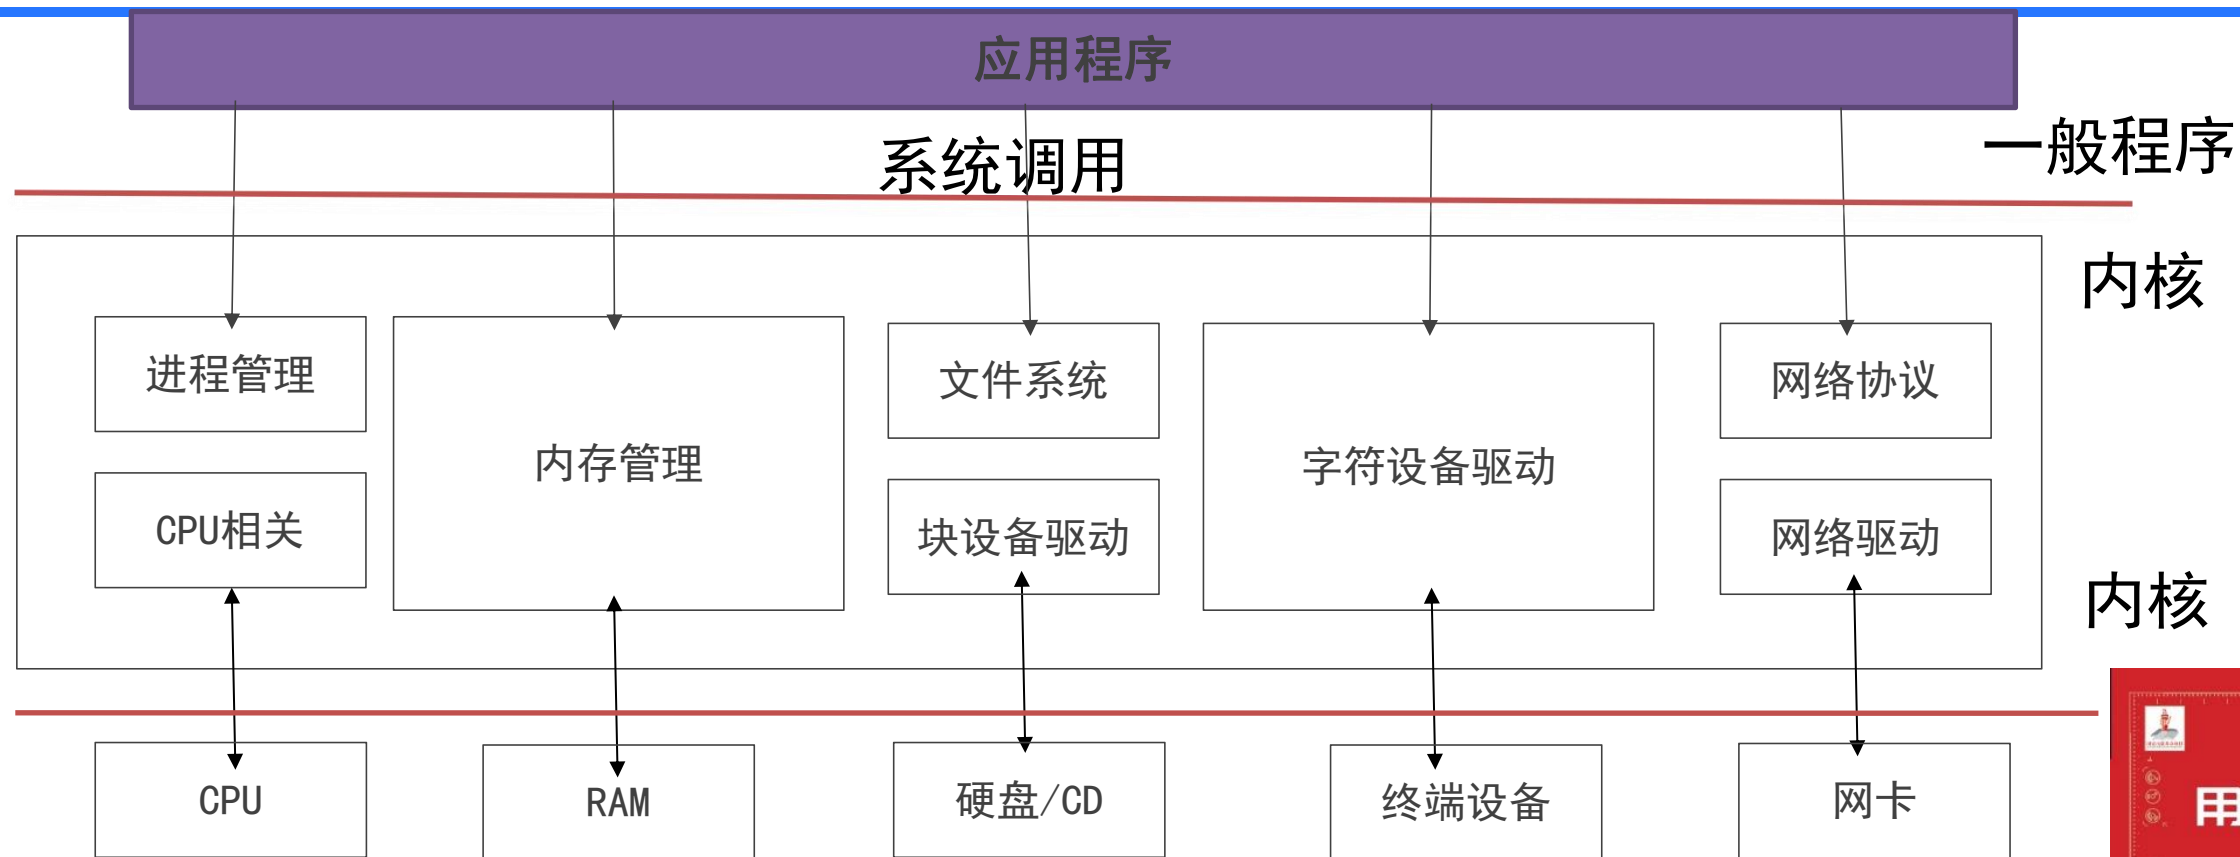 应用程序
系统调用
一般程序
内核
进程管理
内存管理
文件系统
字符设备驱动
网络协议
CPU相关
块设备驱动
网络驱动
内核
CPU
RAM
硬盘/CD
终端设备
网卡
用